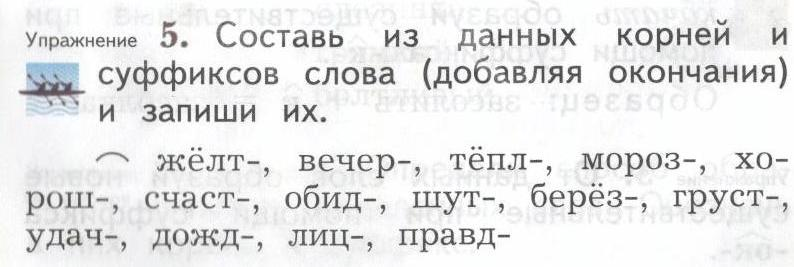 Упражнение 5. Составь из данных корней и
суффиксов слова (добавляя окончания)
и запиши их.
жёлт-, вечер-, тёпл-, мороз-, хо-
рош-, счаст-, обид-, шут-, берёз-, груст-,
удач-, дожд-, лиц-, правд-